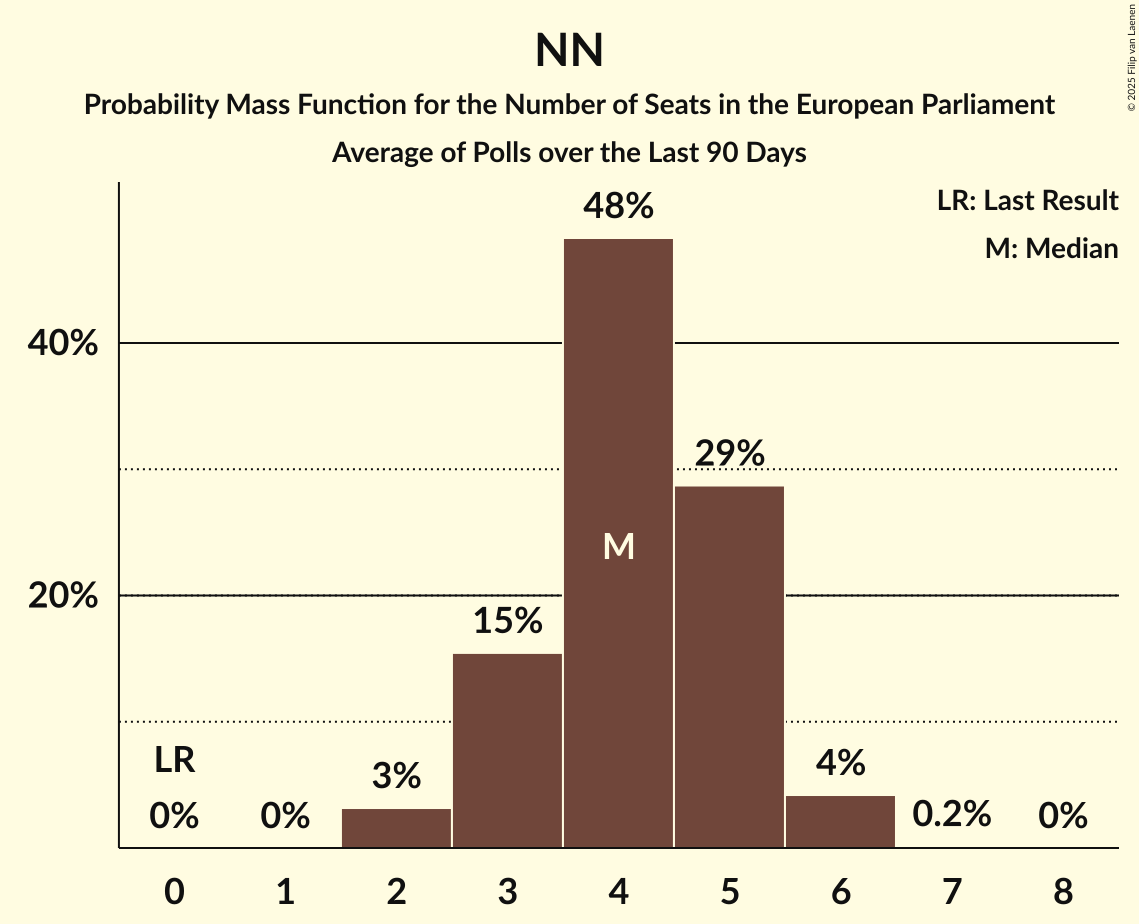 NN
Probability Mass Function for the Number of Seats in the European Parliament
Average of Polls over the Last 90 Days
© 2025 Filip van Laenen
LR: Last Result
M: Median
48%
40%
29%
M
20%
15%
LR
3%
4%
0%
0%
0.2%
0%
0 1 2 3 4 5 6 7 8